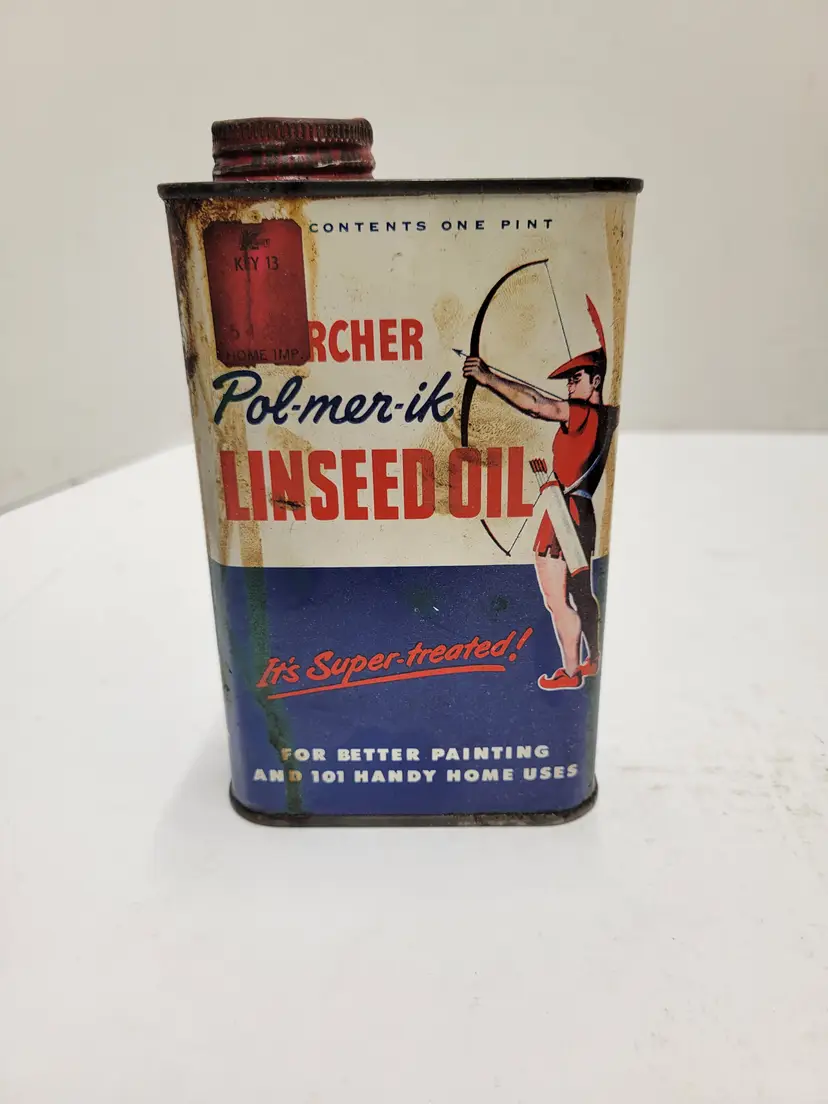 CONTENTS ONE PINT
KEY 13
HOME IMP.
RCHER
Pol-mer-ik
LINSEED OIL
It's Super-treated!
FOR BETTER PAINTING
AND 101 HANDY HOME USES